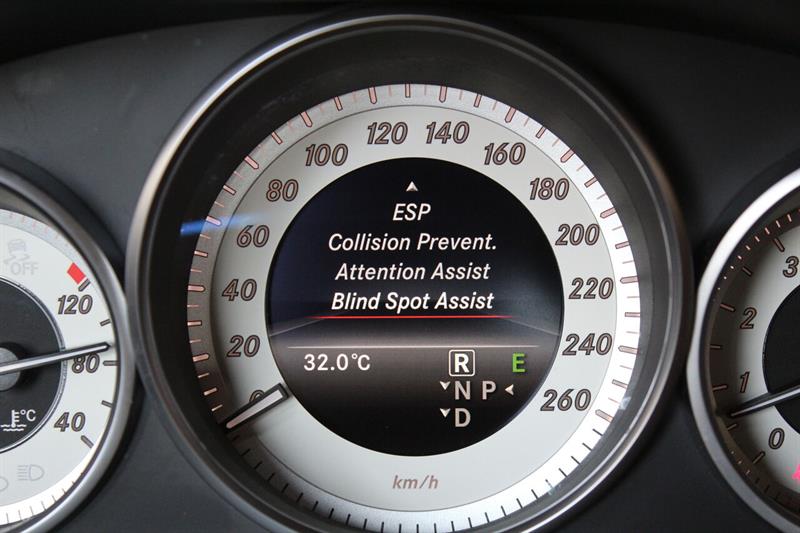 OFF
120
80
40
°C
0
20
40
60
80
100
120
140
160
180
200
220
240
260
km/h
ESP
Collision Prevent.
Attention Assist
Blind Spot Assist
32.0°C
R E
N P
D
3
2
1
0